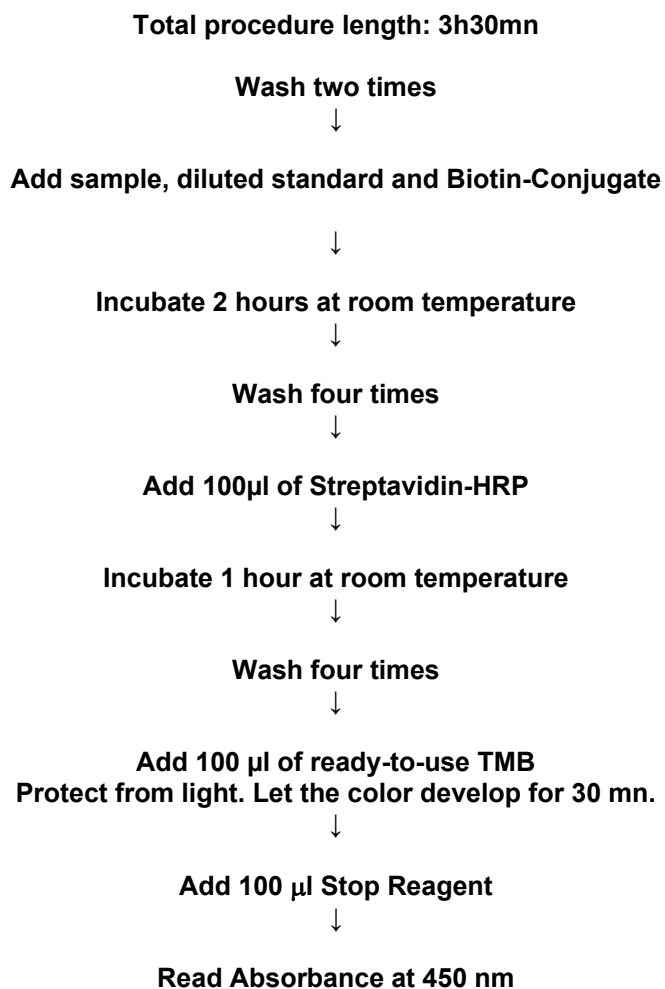 Total procedure length: 3h30mn
Wash two times
↓
Add sample, diluted standard and Biotin-Conjugate
↓
Incubate 2 hours at room temperature
↓
Wash four times
↓
Add 100µl of Streptavidin-HRP
↓
Incubate 1 hour at room temperature
↓
Wash four times
↓
Add 100 µl of ready-to-use TMB
Protect from light. Let the color develop for 30 mn.
↓
Add 100 µl Stop Reagent
↓
Read Absorbance at 450 nm